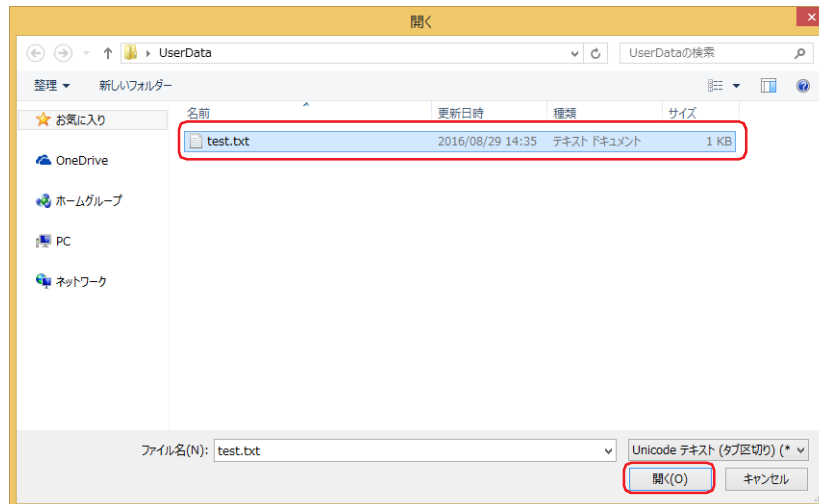 開く
UserData
UserDataの検索
整理 新しいフォルダー
お気に入り
OneDrive
ホームグループ
PC
ネットワーク
名前 更新日時 種類 サイズ
test.txt 2016/08/29 14:35 テキスト ドキュメント 1 KB
ファイル名(N): test.txt Unicode テキスト (タブ区切り) (*
開く(O) キャンセル